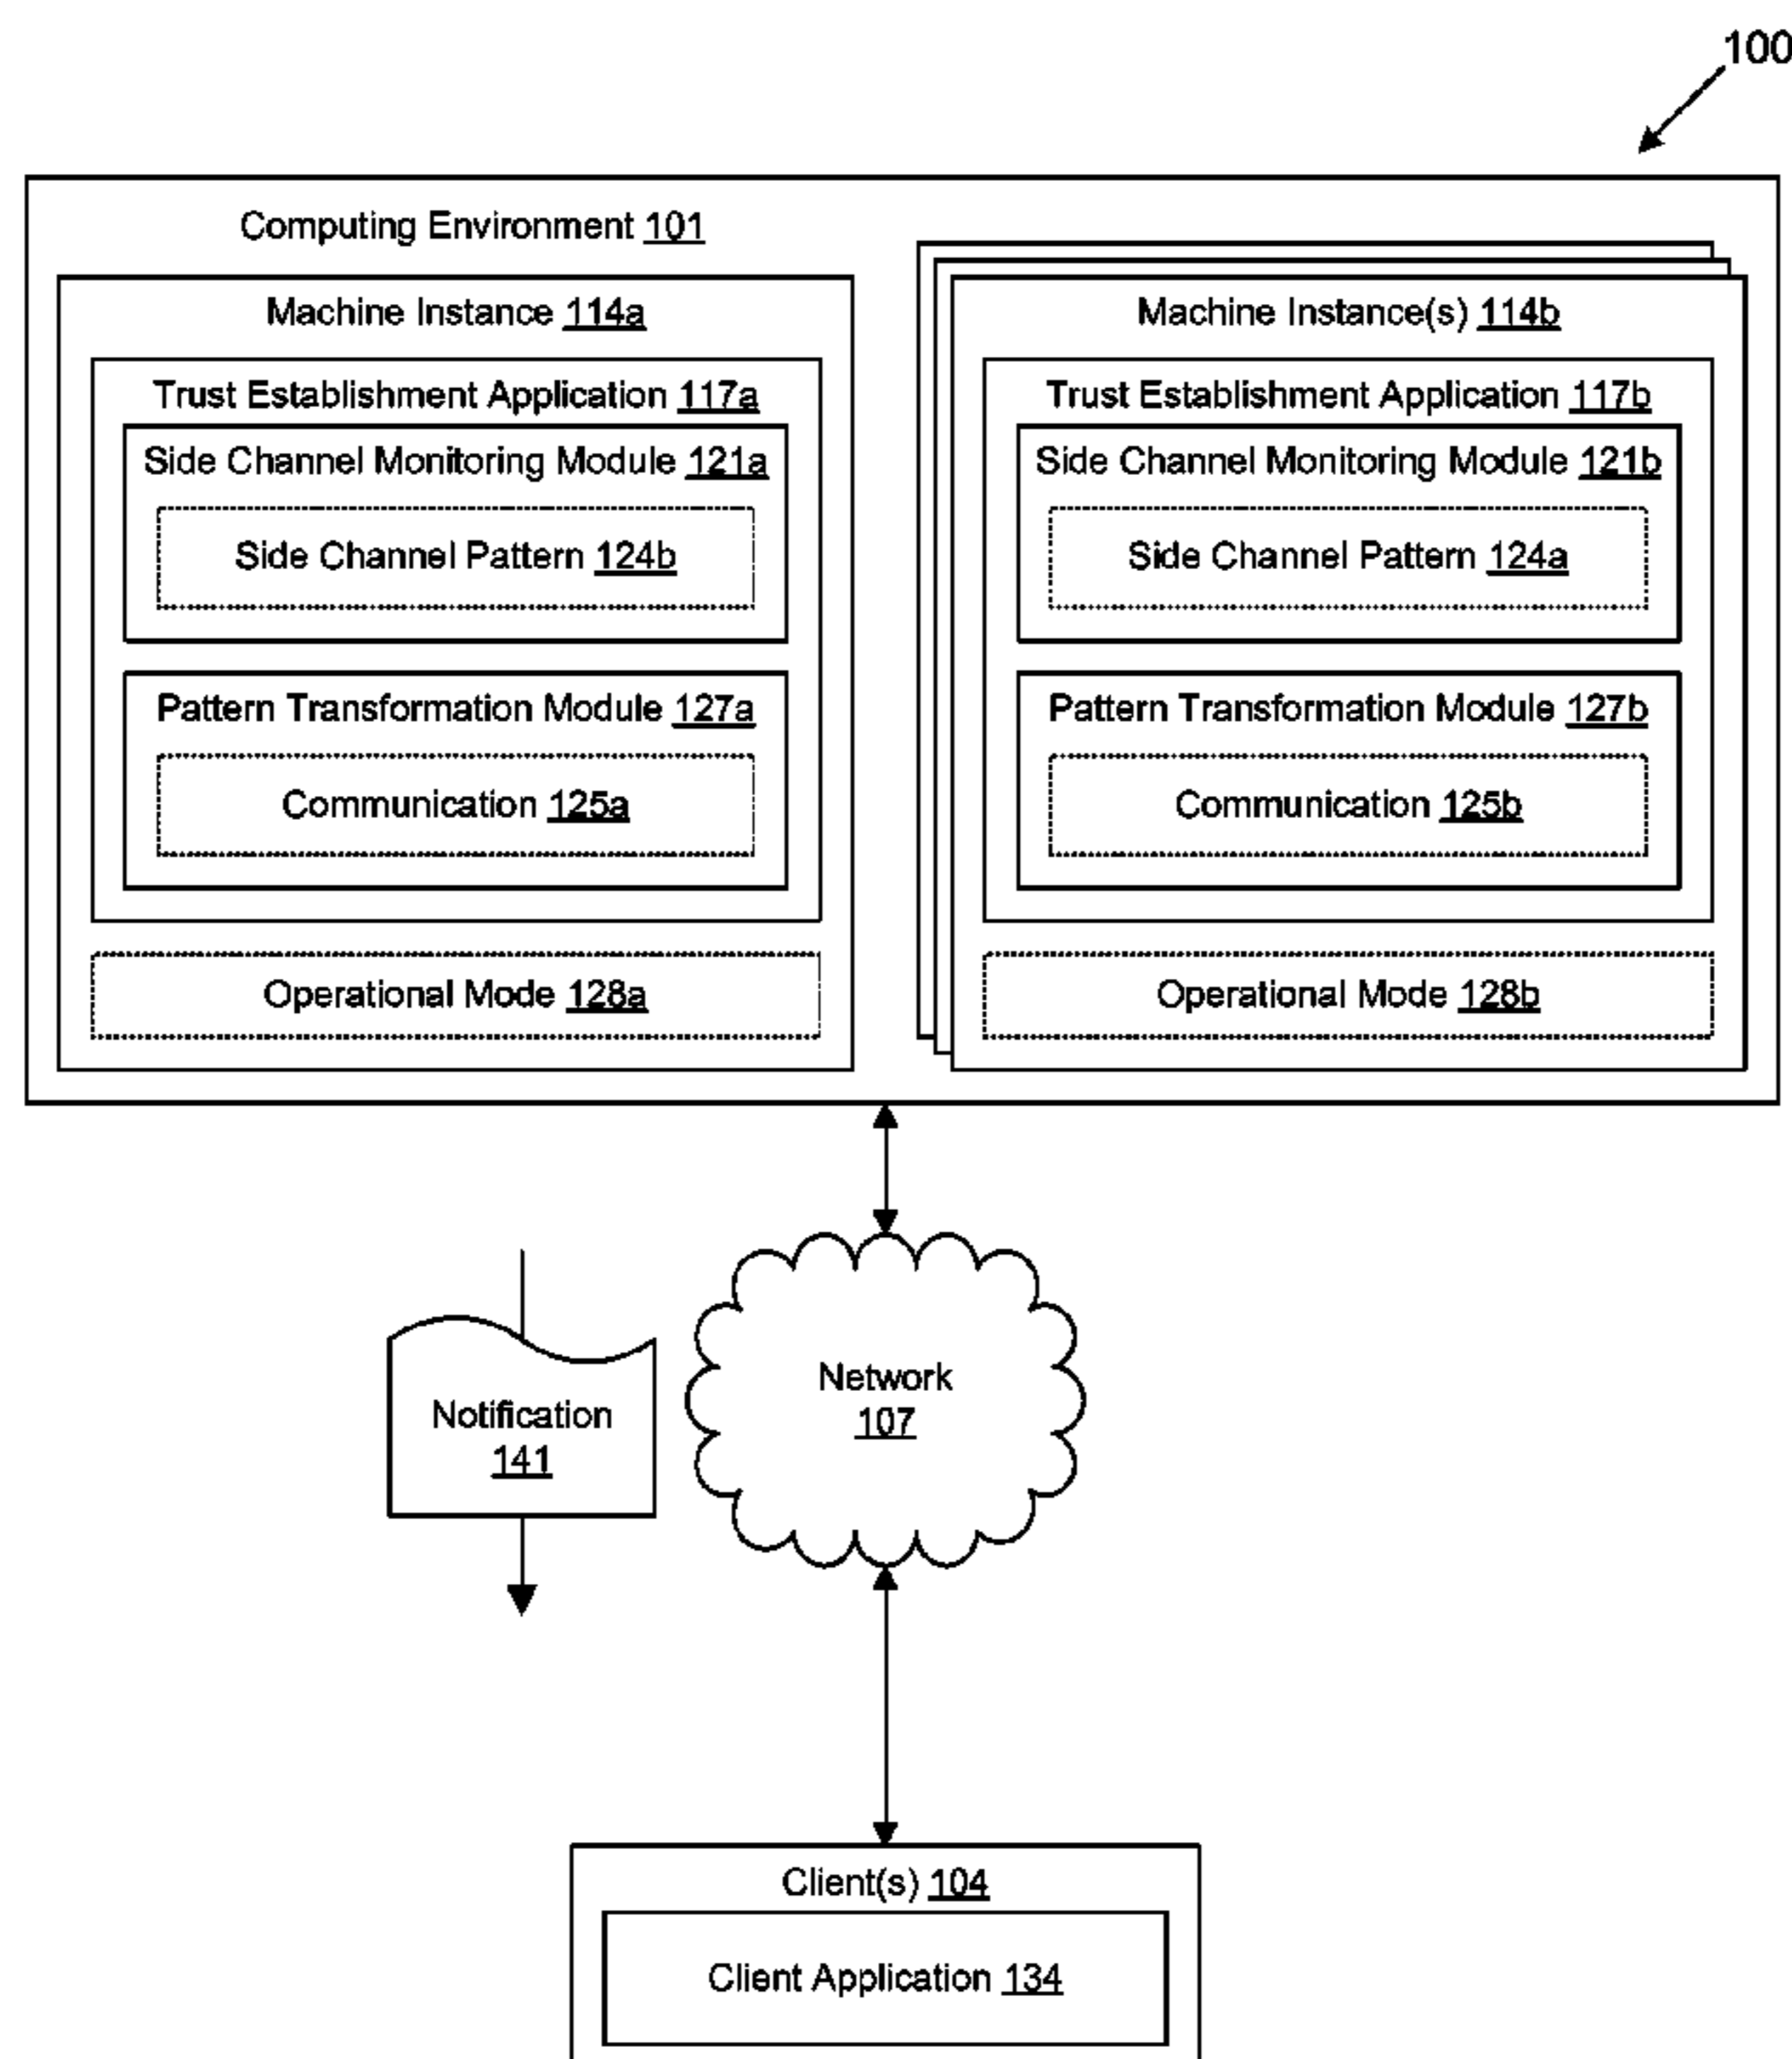 100
Computing Environment 101
Machine Instance 114a
Trust Establishment Application 117a
Side Channel Monitoring Module 121a
Side Channel Pattern 124b
Pattern Transformation Module 127a
Communication 125a
Operational Mode 128a
Machine Instance(s) 114b
Trust Establishment Application 117b
Side Channel Monitoring Module 121b
Side Channel Pattern 124a
Pattern Transformation Module 127b
Communication 125b
Operational Mode 128b
Notification
141
Network
107
Client(s) 104
Client Application 134